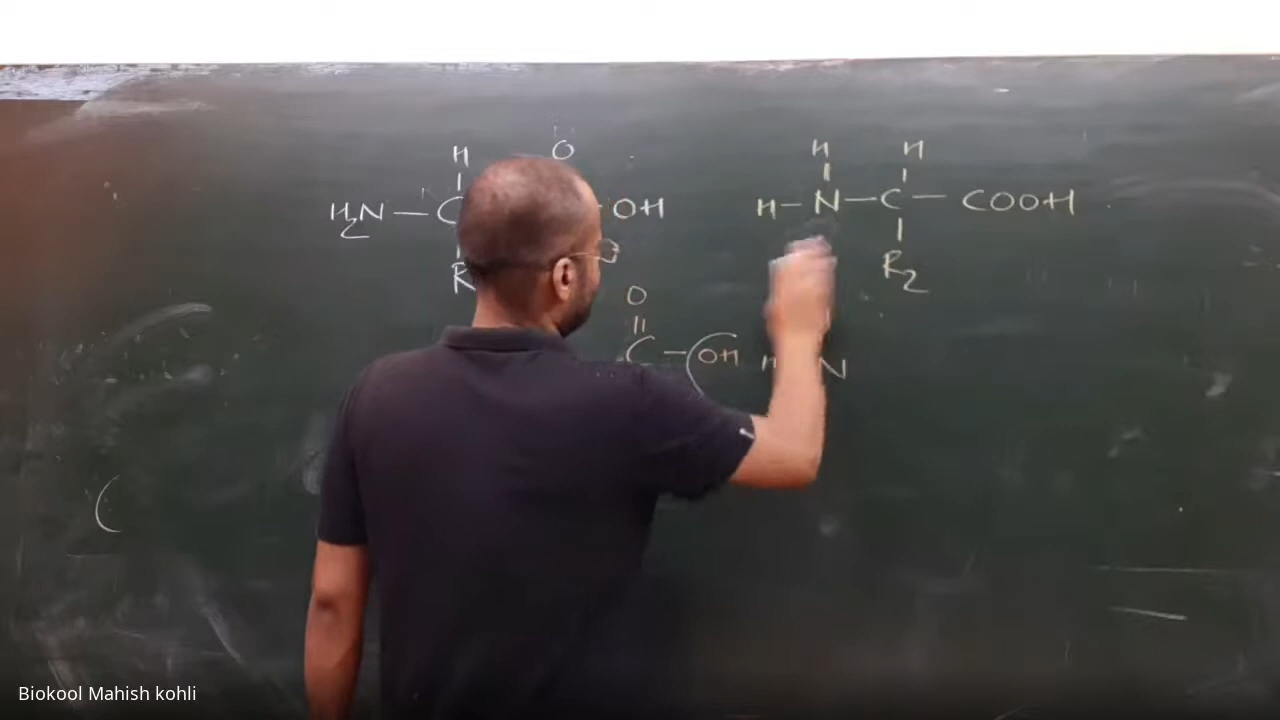 H O H H
H₂N — C — OH H — N — C — COOH
R R₂
O
C — OH H N
(
Biokool Mahish kohli